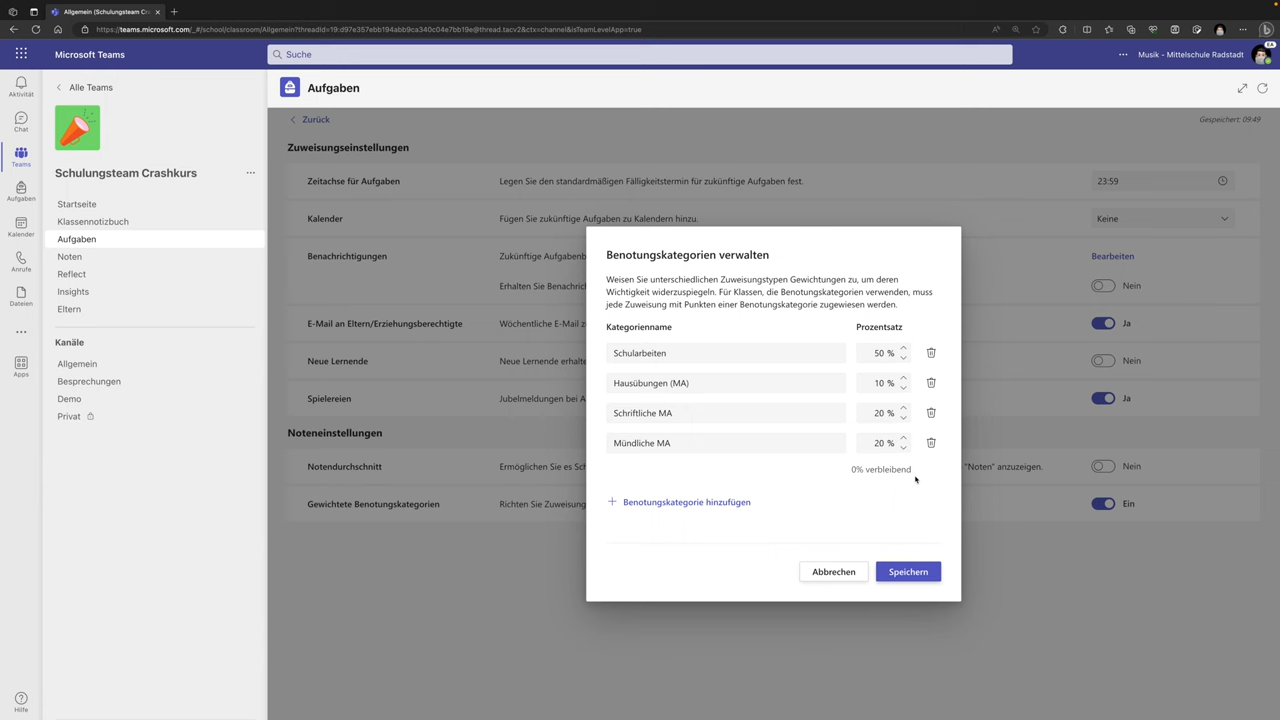 Allgemein (Schulungsteam Cra
https://teams.microsoft.com/_#/school/classroom/Allgemein?threadId=19:d97e357ebb194abb9ca340c04e7bb19e@thread.tacv2&ctx=channel&isTeamLevelApp=true
Microsoft Teams
Suche
Musik - Mittelschule Radstadt
EA
Aktivität
Chat
Teams
Aufgaben
Kalender
Anrufe
Dateien
Apps
Hilfe
Alle Teams
Schulungsteam Crashkurs
Startseite
Klassennotizbuch
Aufgaben
Noten
Reflect
Insights
Eltern
Kanäle
Allgemein
Besprechungen
Demo
Privat
Aufgaben
Zurück
Gespeichert: 09:49
Zuweisungseinstellungen
Zeitachse für Aufgaben Legen Sie den standardmäßigen Fälligkeitstermin für zukünftige Aufgaben fest. 23:59
Kalender Fügen Sie zukünftige Aufgaben zu Kalendern hinzu. Keine
Benachrichtigungen Zukünftige Aufgabenb Bearbeiten
Erhalten Sie Benachric Nein
E-Mail an Eltern/Erziehungsberechtigte Wöchentliche E-Mail z Ja
Neue Lernende Neue Lernende erhalte Nein
Spielereien Jubelmeldungen bei A Ja
Noteneinstellungen
Notendurchschnitt Ermöglichen Sie es Sch "Noten" anzuzeigen. Nein
Gewichtete Benotungskategorien Richten Sie Zuweisung Ein
Benotungskategorien verwalten
Weisen Sie unterschiedlichen Zuweisungstypen Gewichtungen zu, um deren
Wichtigkeit widerzuspiegeln. Für Klassen, die Benotungskategorien verwenden, muss
jede Zuweisung mit Punkten einer Benotungskategorie zugewiesen werden.
Kategorienname Prozentsatz
Schularbeiten 50 %
Hausübungen (MA) 10 %
Schriftliche MA 20 %
Mündliche MA 20 %
0% verbleibend
Benotungskategorie hinzufügen
Abbrechen Speichern